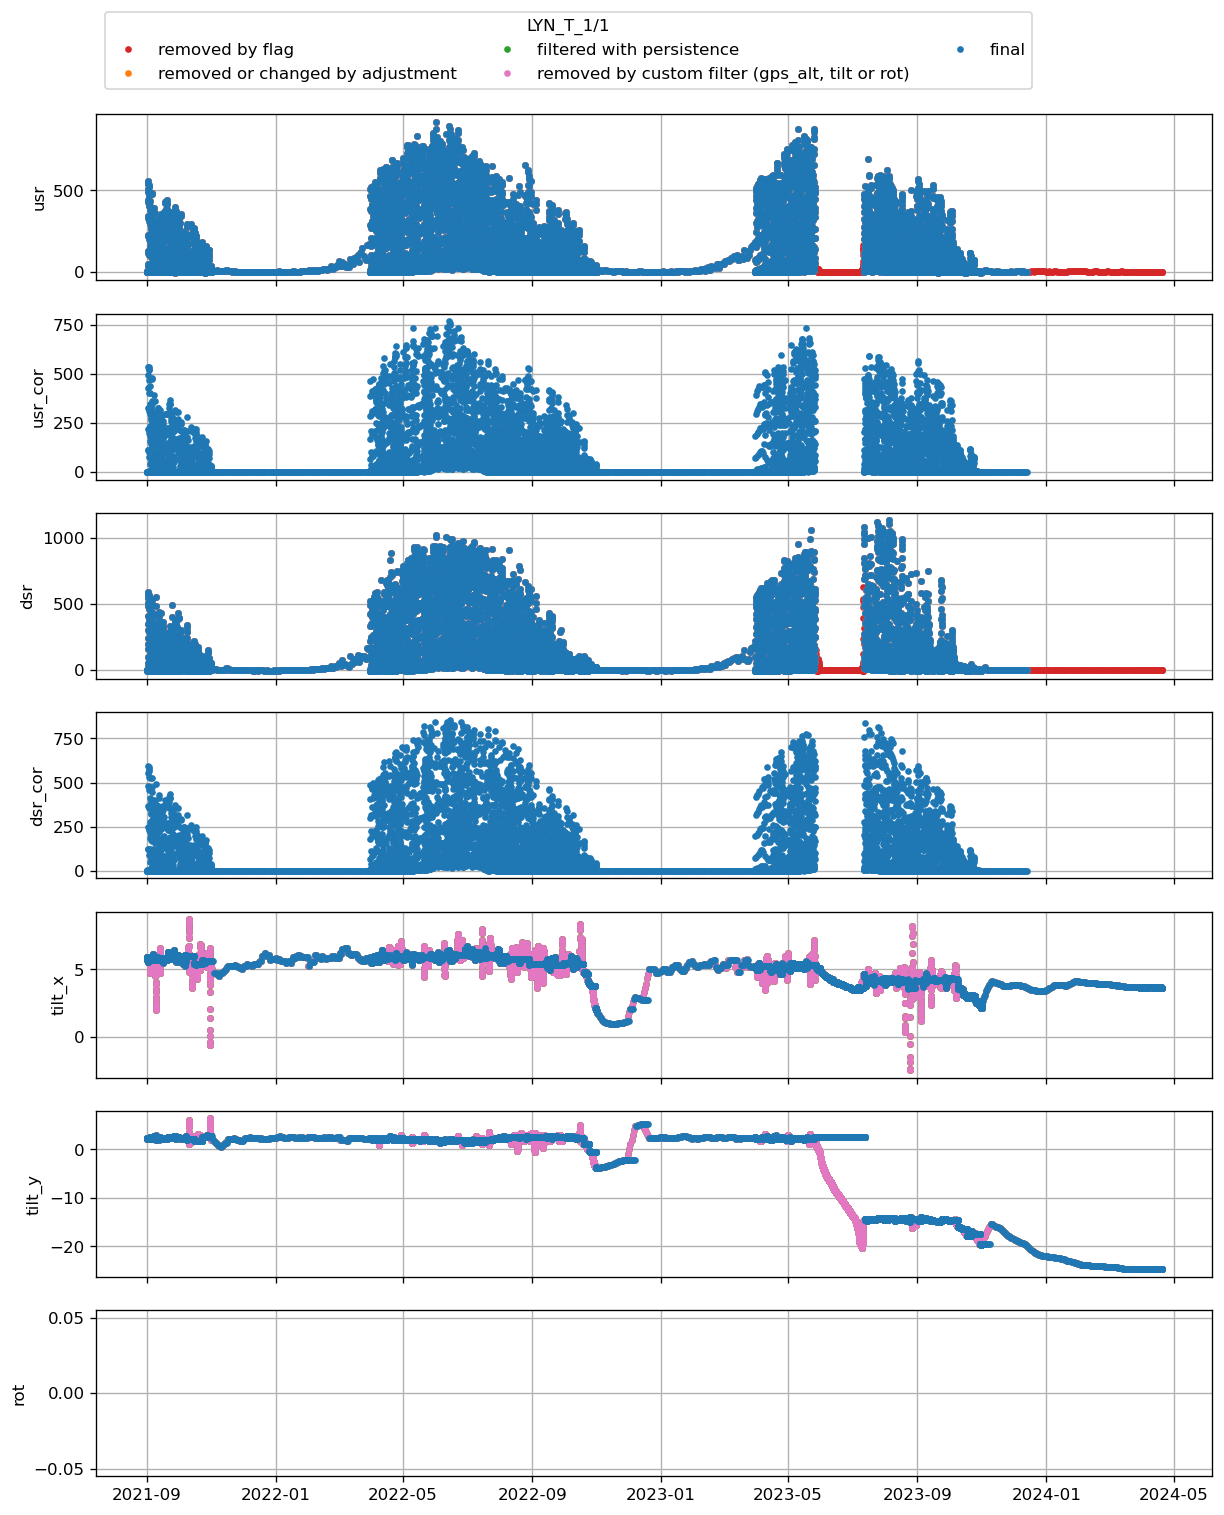 LYN_T_1/1
removed by flag
filtered with persistence
final
removed or changed by adjustment
removed by custom filter (gps_alt, tilt or rot)
500
0
usr
750
500
250
0
usr_cor
1000
500
0
dsr
750
500
250
0
dsr_cor
5
0
tilt_x
0
−10
−20
tilt_y
0.05
0.00
−0.05
rot
2021-09
2022-01
2022-05
2022-09
2023-01
2023-05
2023-09
2024-01
2024-05